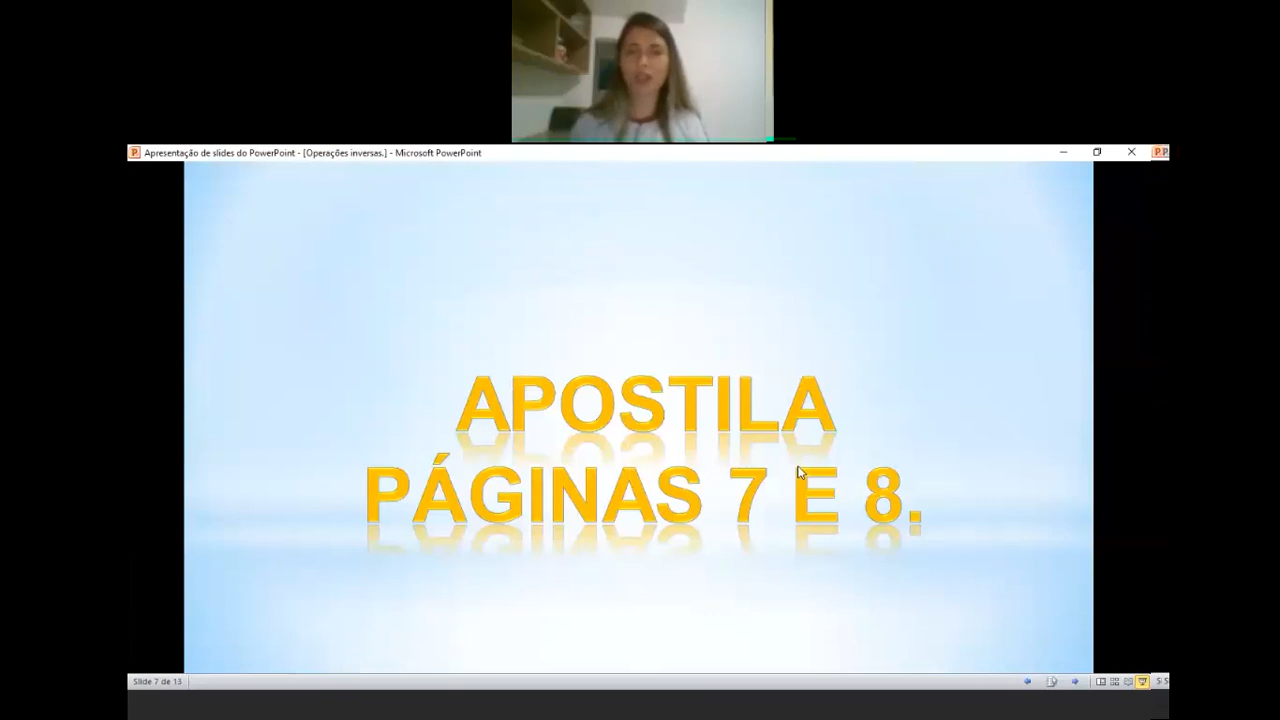 Apresentação de slides do PowerPoint - [Operações inversas.] - Microsoft PowerPoint
APOSTILA
PÁGINAS 7 E 8.
Slide 7 de 13